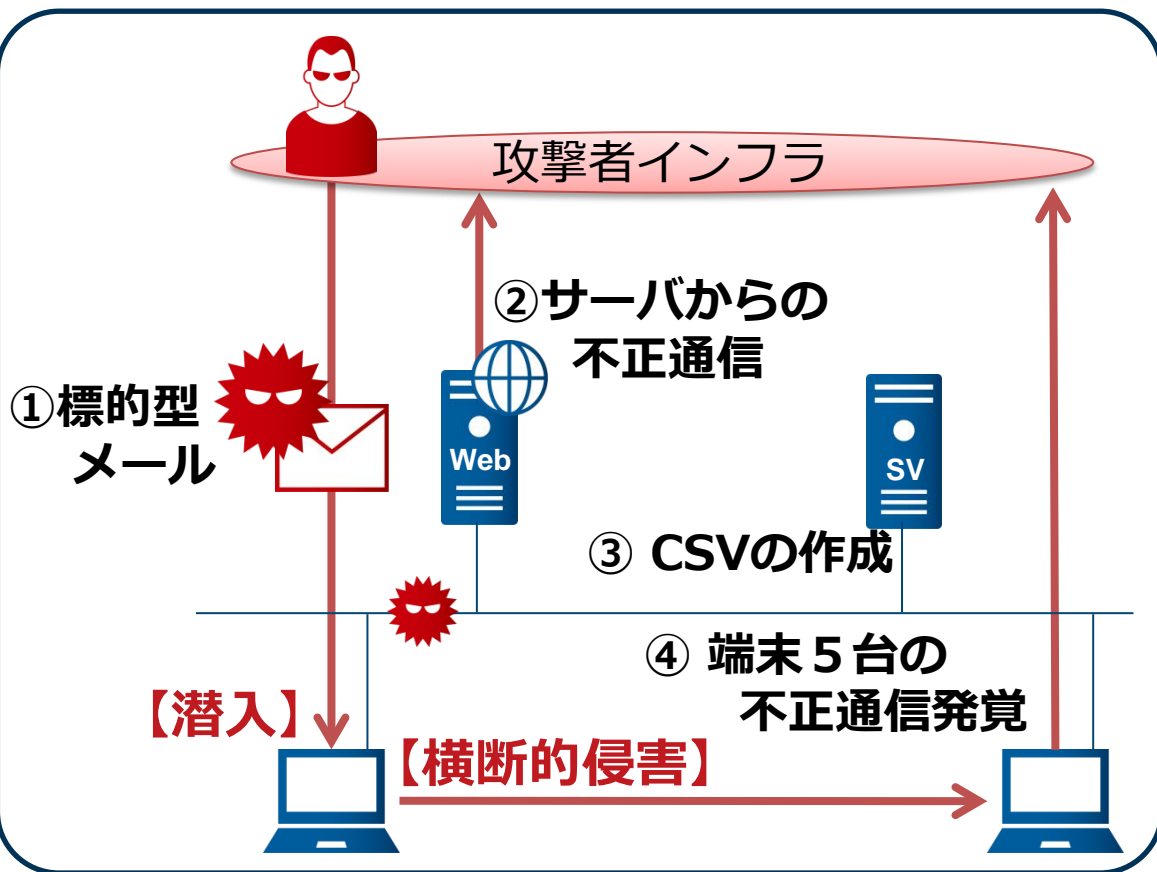 攻撃者インフラ
②サーバからの
不正通信
①標的型
メール
Web
SV
③ CSVの作成
④ 端末５台の
不正通信発覚
【潜入】
【横断的侵害】